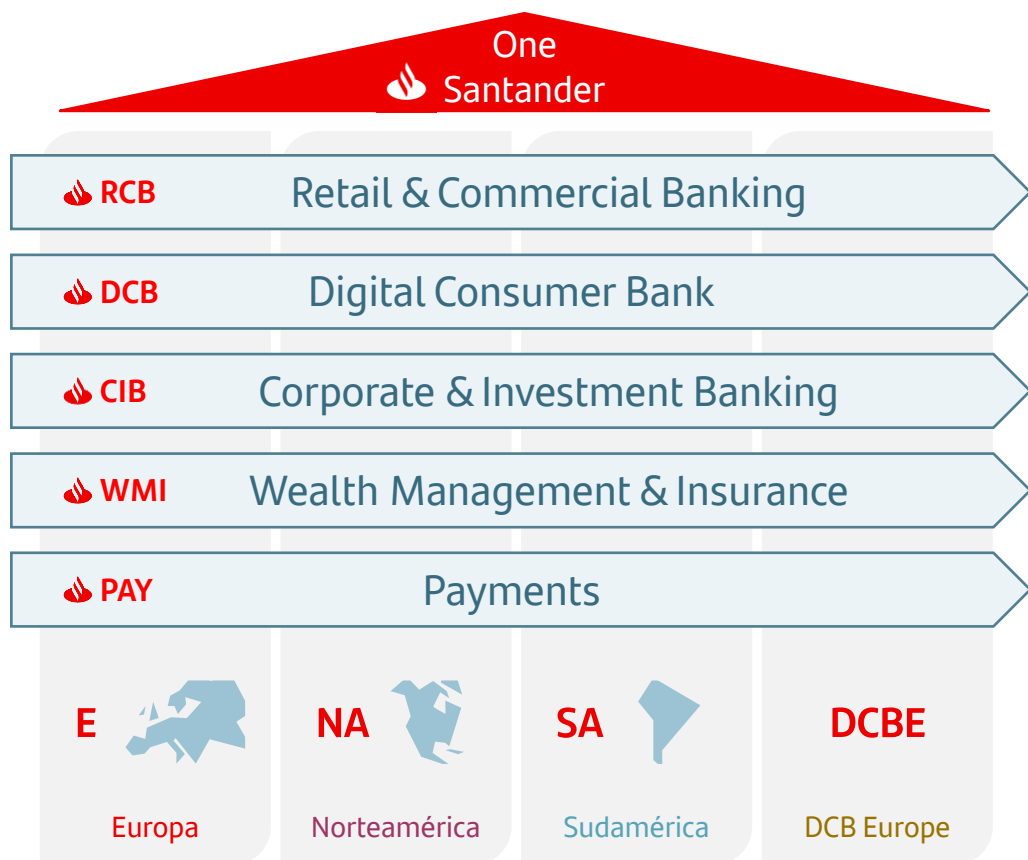 One
Santander
RCB Retail & Commercial Banking
DCB Digital Consumer Bank
CIB Corporate & Investment Banking
WMI Wealth Management & Insurance
PAY Payments
E NA SA DCBE
Europa Norteamérica Sudamérica DCB Europe